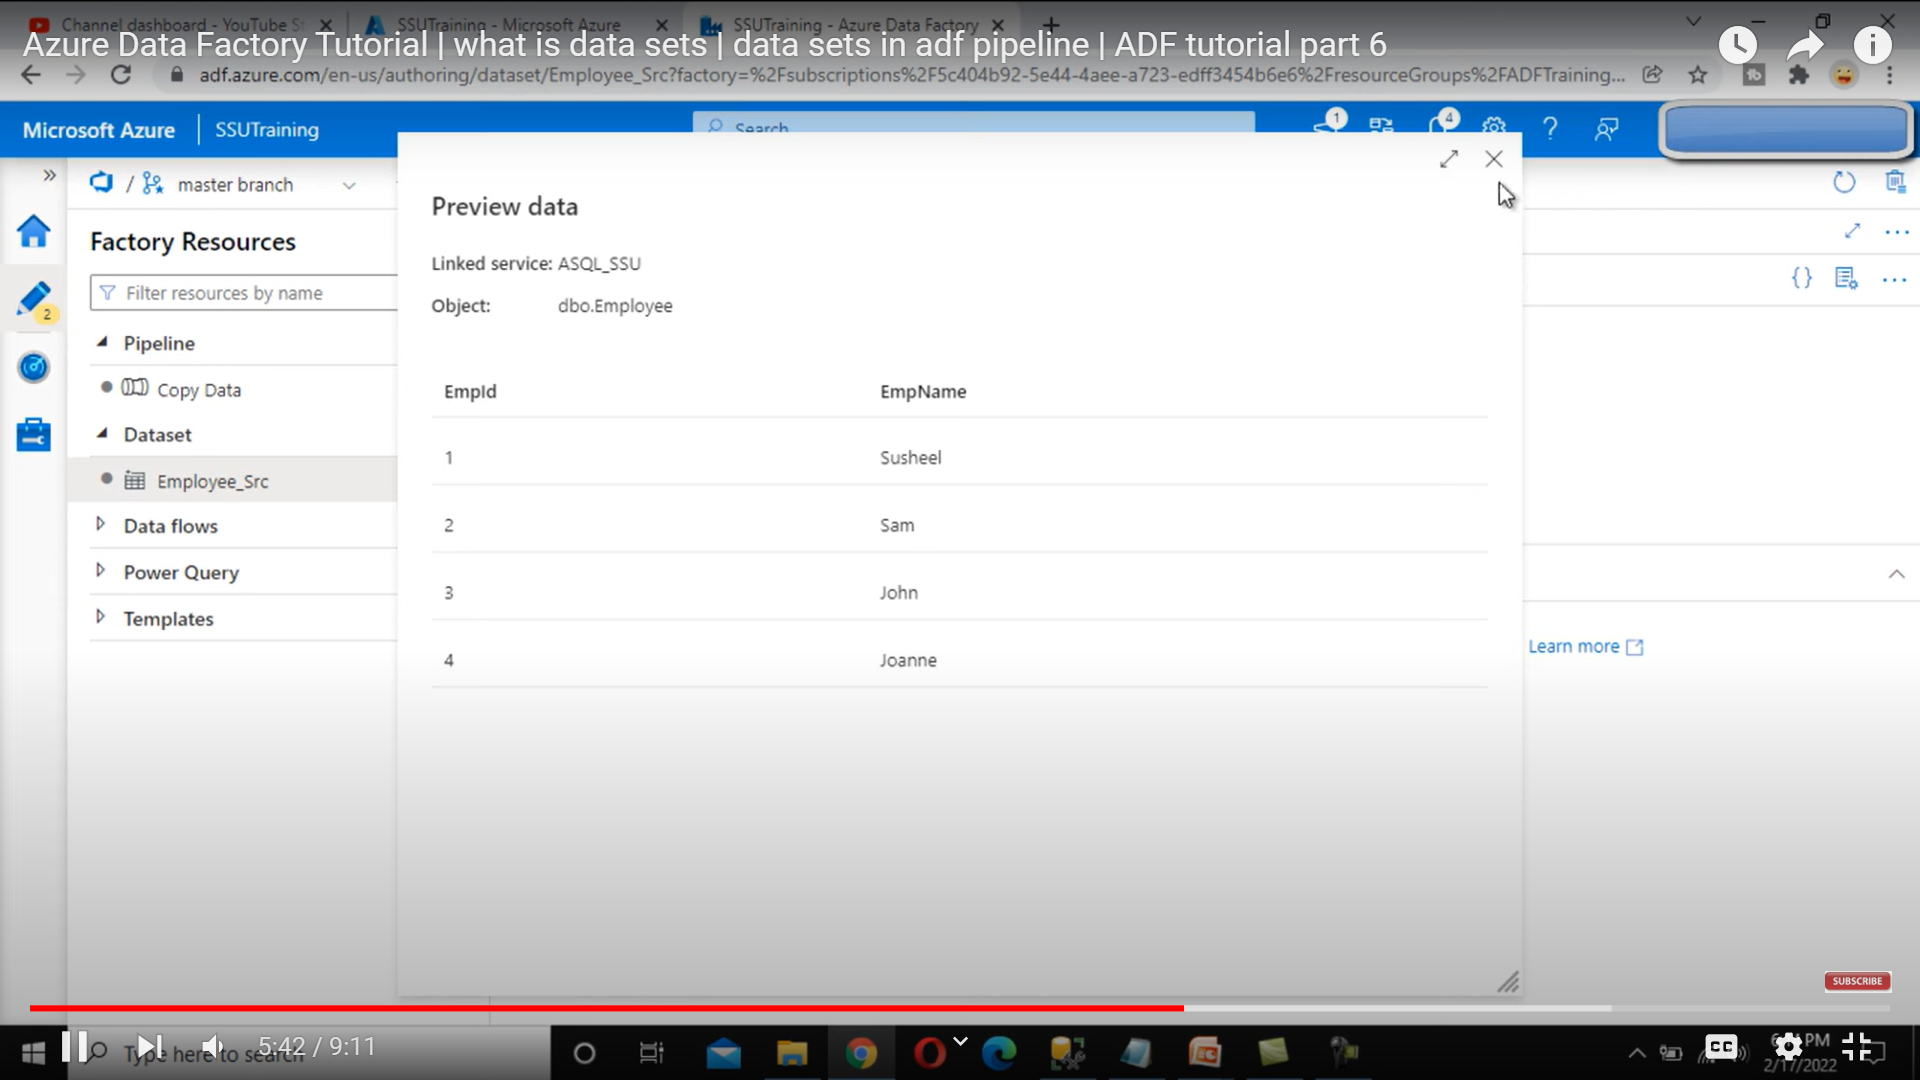 Channel dashboard - YouTube St
SSUTraining - Microsoft Azure
SSUTraining - Azure Data Factory
Azure Data Factory Tutorial | what is data sets | data sets in adf pipeline | ADF tutorial part 6
adf.azure.com/en-us/authoring/dataset/Employee_Src?factory=%2Fsubscriptions%2F5c404b92-5e44-4aee-a723-edff3454b6e6%2FresourceGroups%2FADFTraining...
Microsoft Azure
SSUTraining
Search
1
4
/ master branch
Preview data
Factory Resources
Linked service: ASQL_SSU
Filter resources by name
Object: dbo.Employee
2
Pipeline
Copy Data
EmpId EmpName
Dataset
1 Susheel
Employee_Src
2 Sam
Data flows
Power Query
3 John
Templates
Learn more
4 Joanne
SUBSCRIBE
5:42 / 9:11
Type here to search
CC
PM
2/17/2022